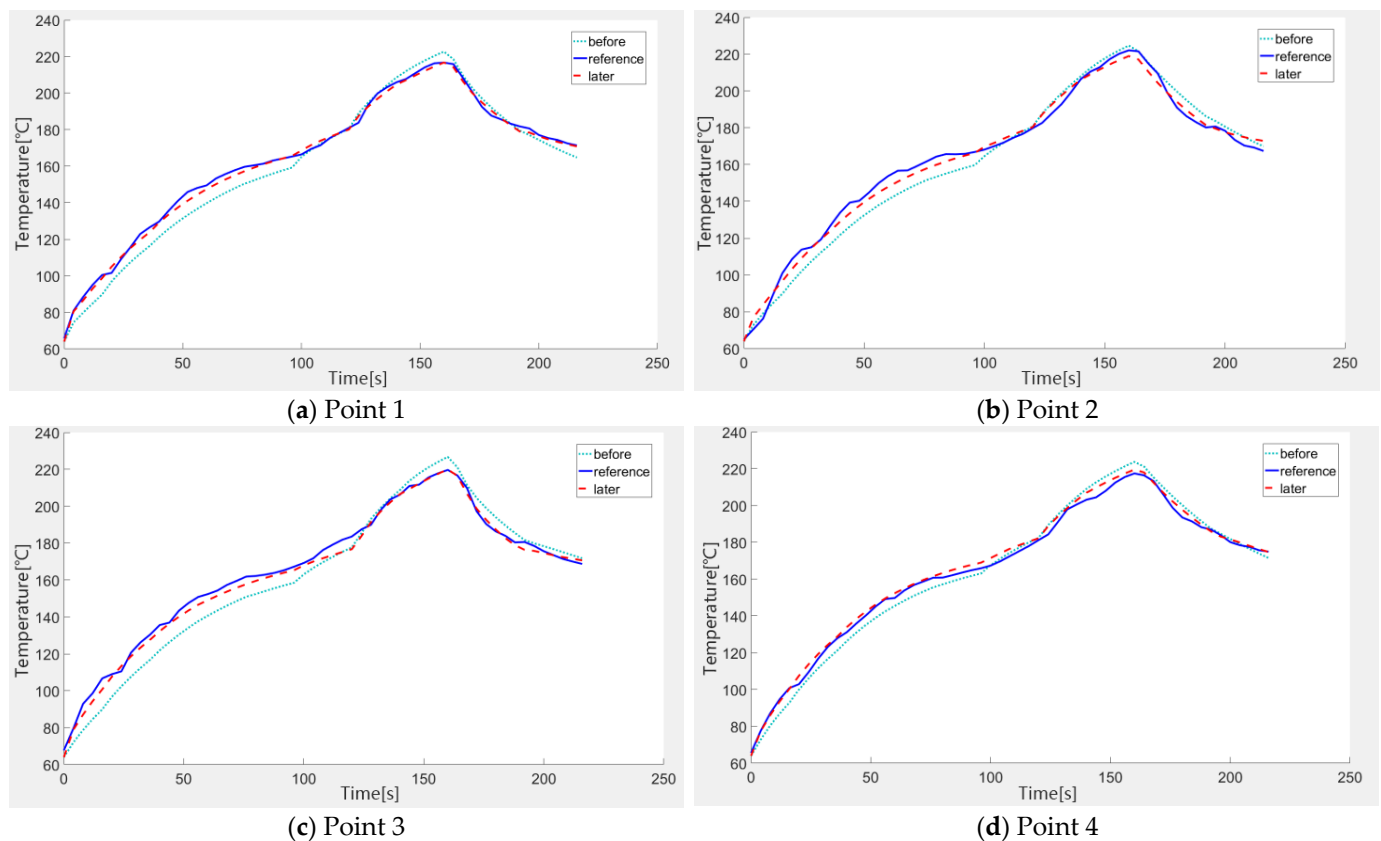 240
220
200
180
160
140
120
100
80
60
Temperature[℃]
before
reference
later
0 50 100 150 200 250
Time[s]
(a) Point 1
240
220
200
180
160
140
120
100
80
60
Temperature[℃]
before
reference
later
0 50 100 150 200 250
Time[s]
(b) Point 2
240
220
200
180
160
140
120
100
80
60
Temperature[℃]
before
reference
later
0 50 100 150 200 250
Time[s]
(c) Point 3
240
220
200
180
160
140
120
100
80
60
Temperature[℃]
before
reference
later
0 50 100 150 200 250
Time[s]
(d) Point 4